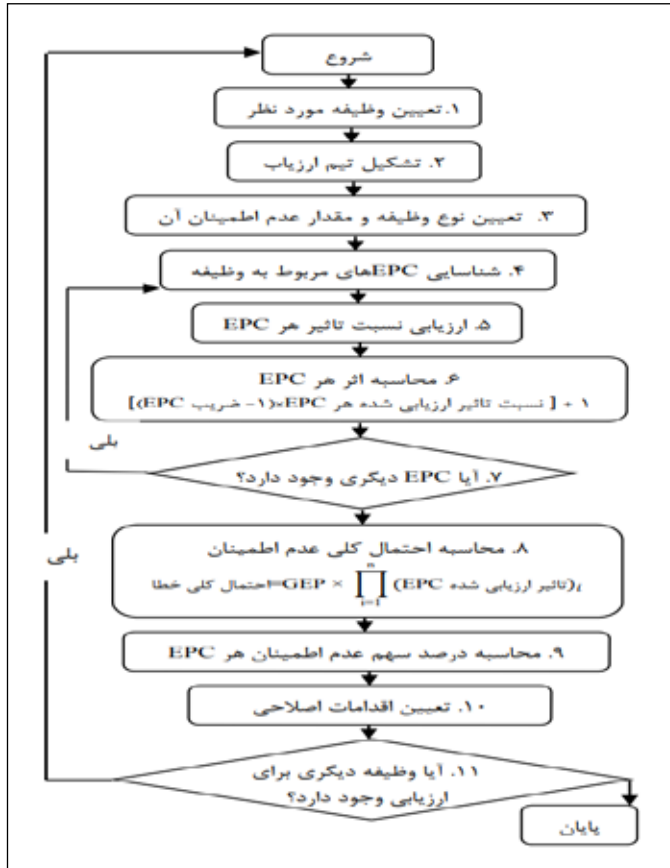 شروع
۱. تعیین وظیفه مورد نظر
۲. تشکیل تیم ارزیاب
۳. تعیین نوع وظیفه و مقدار عدم اطمینان آن
۴. شناسایی EPCهای مربوط به وظیفه
۵. ارزیابی نسبت تاثیر هر EPC
۶. محاسبه اثر هر EPC
[(۱- ضریب EPC)×نسبت تاثیر ارزیابی شده هر EPC] + ۱
بلی
۷. آیا EPC دیگری وجود دارد؟
۸. محاسبه احتمال کلی عدم اطمینان
احتمال کلی خطا=GEP × ∏ⁿᵢ₌₁ (تاثیر ارزیابی شده EPC)i
بلی
۹. محاسبه درصد سهم عدم اطمینان هر EPC
۱۰. تعیین اقدامات اصلاحی
۱۱. آیا وظیفه دیگری برای
ارزیابی وجود دارد؟
پایان